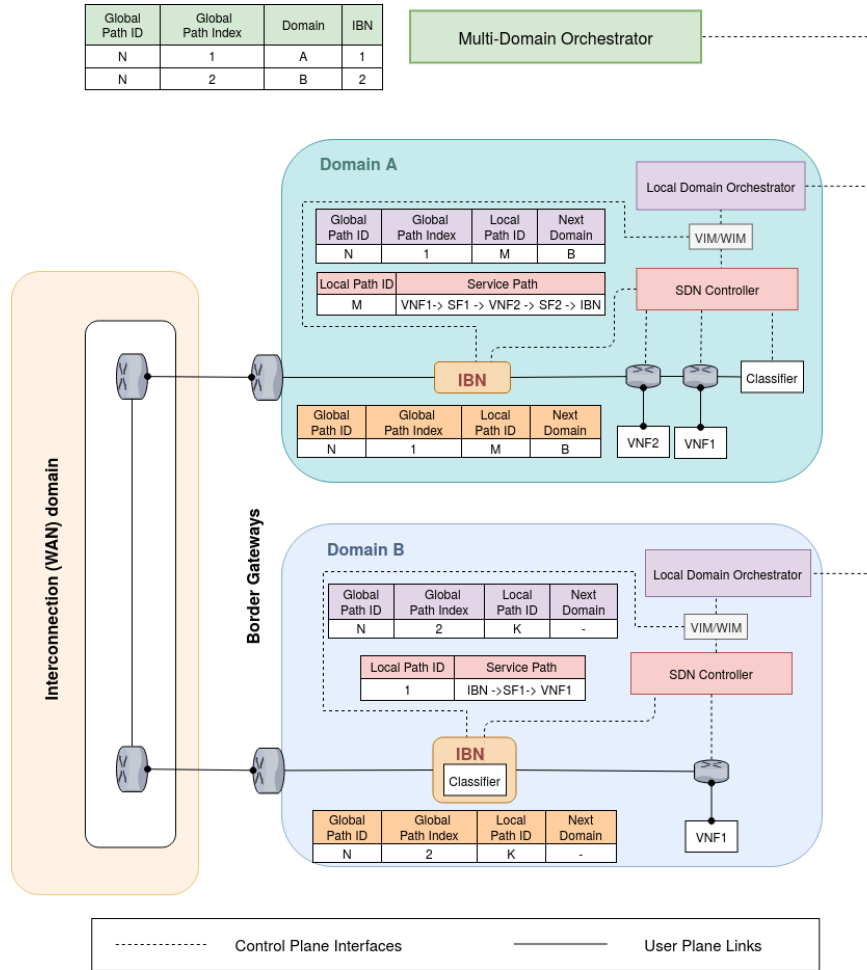 Global Path ID | Global Path Index | Domain | IBN
N | 1 | A | 1
N | 2 | B | 2
Multi-Domain Orchestrator
Domain A
Local Domain Orchestrator
Global Path ID | Global Path Index | Local Path ID | Next Domain
N | 1 | M | B
VIM/WIM
Local Path ID | Service Path
M | VNF1-> SF1 -> VNF2 -> SF2 -> IBN
SDN Controller
IBN
Classifier
Global Path ID | Global Path Index | Local Path ID | Next Domain
N | 1 | M | B
VNF2
VNF1
Interconnection (WAN) domain
Border Gateways
Domain B
Local Domain Orchestrator
Global Path ID | Global Path Index | Local Path ID | Next Domain
N | 2 | K | -
VIM/WIM
Local Path ID | Service Path
1 | IBN ->SF1-> VNF1
SDN Controller
IBN
Classifier
Global Path ID | Global Path Index | Local Path ID | Next Domain
N | 2 | K | -
VNF1
Control Plane Interfaces
User Plane Links